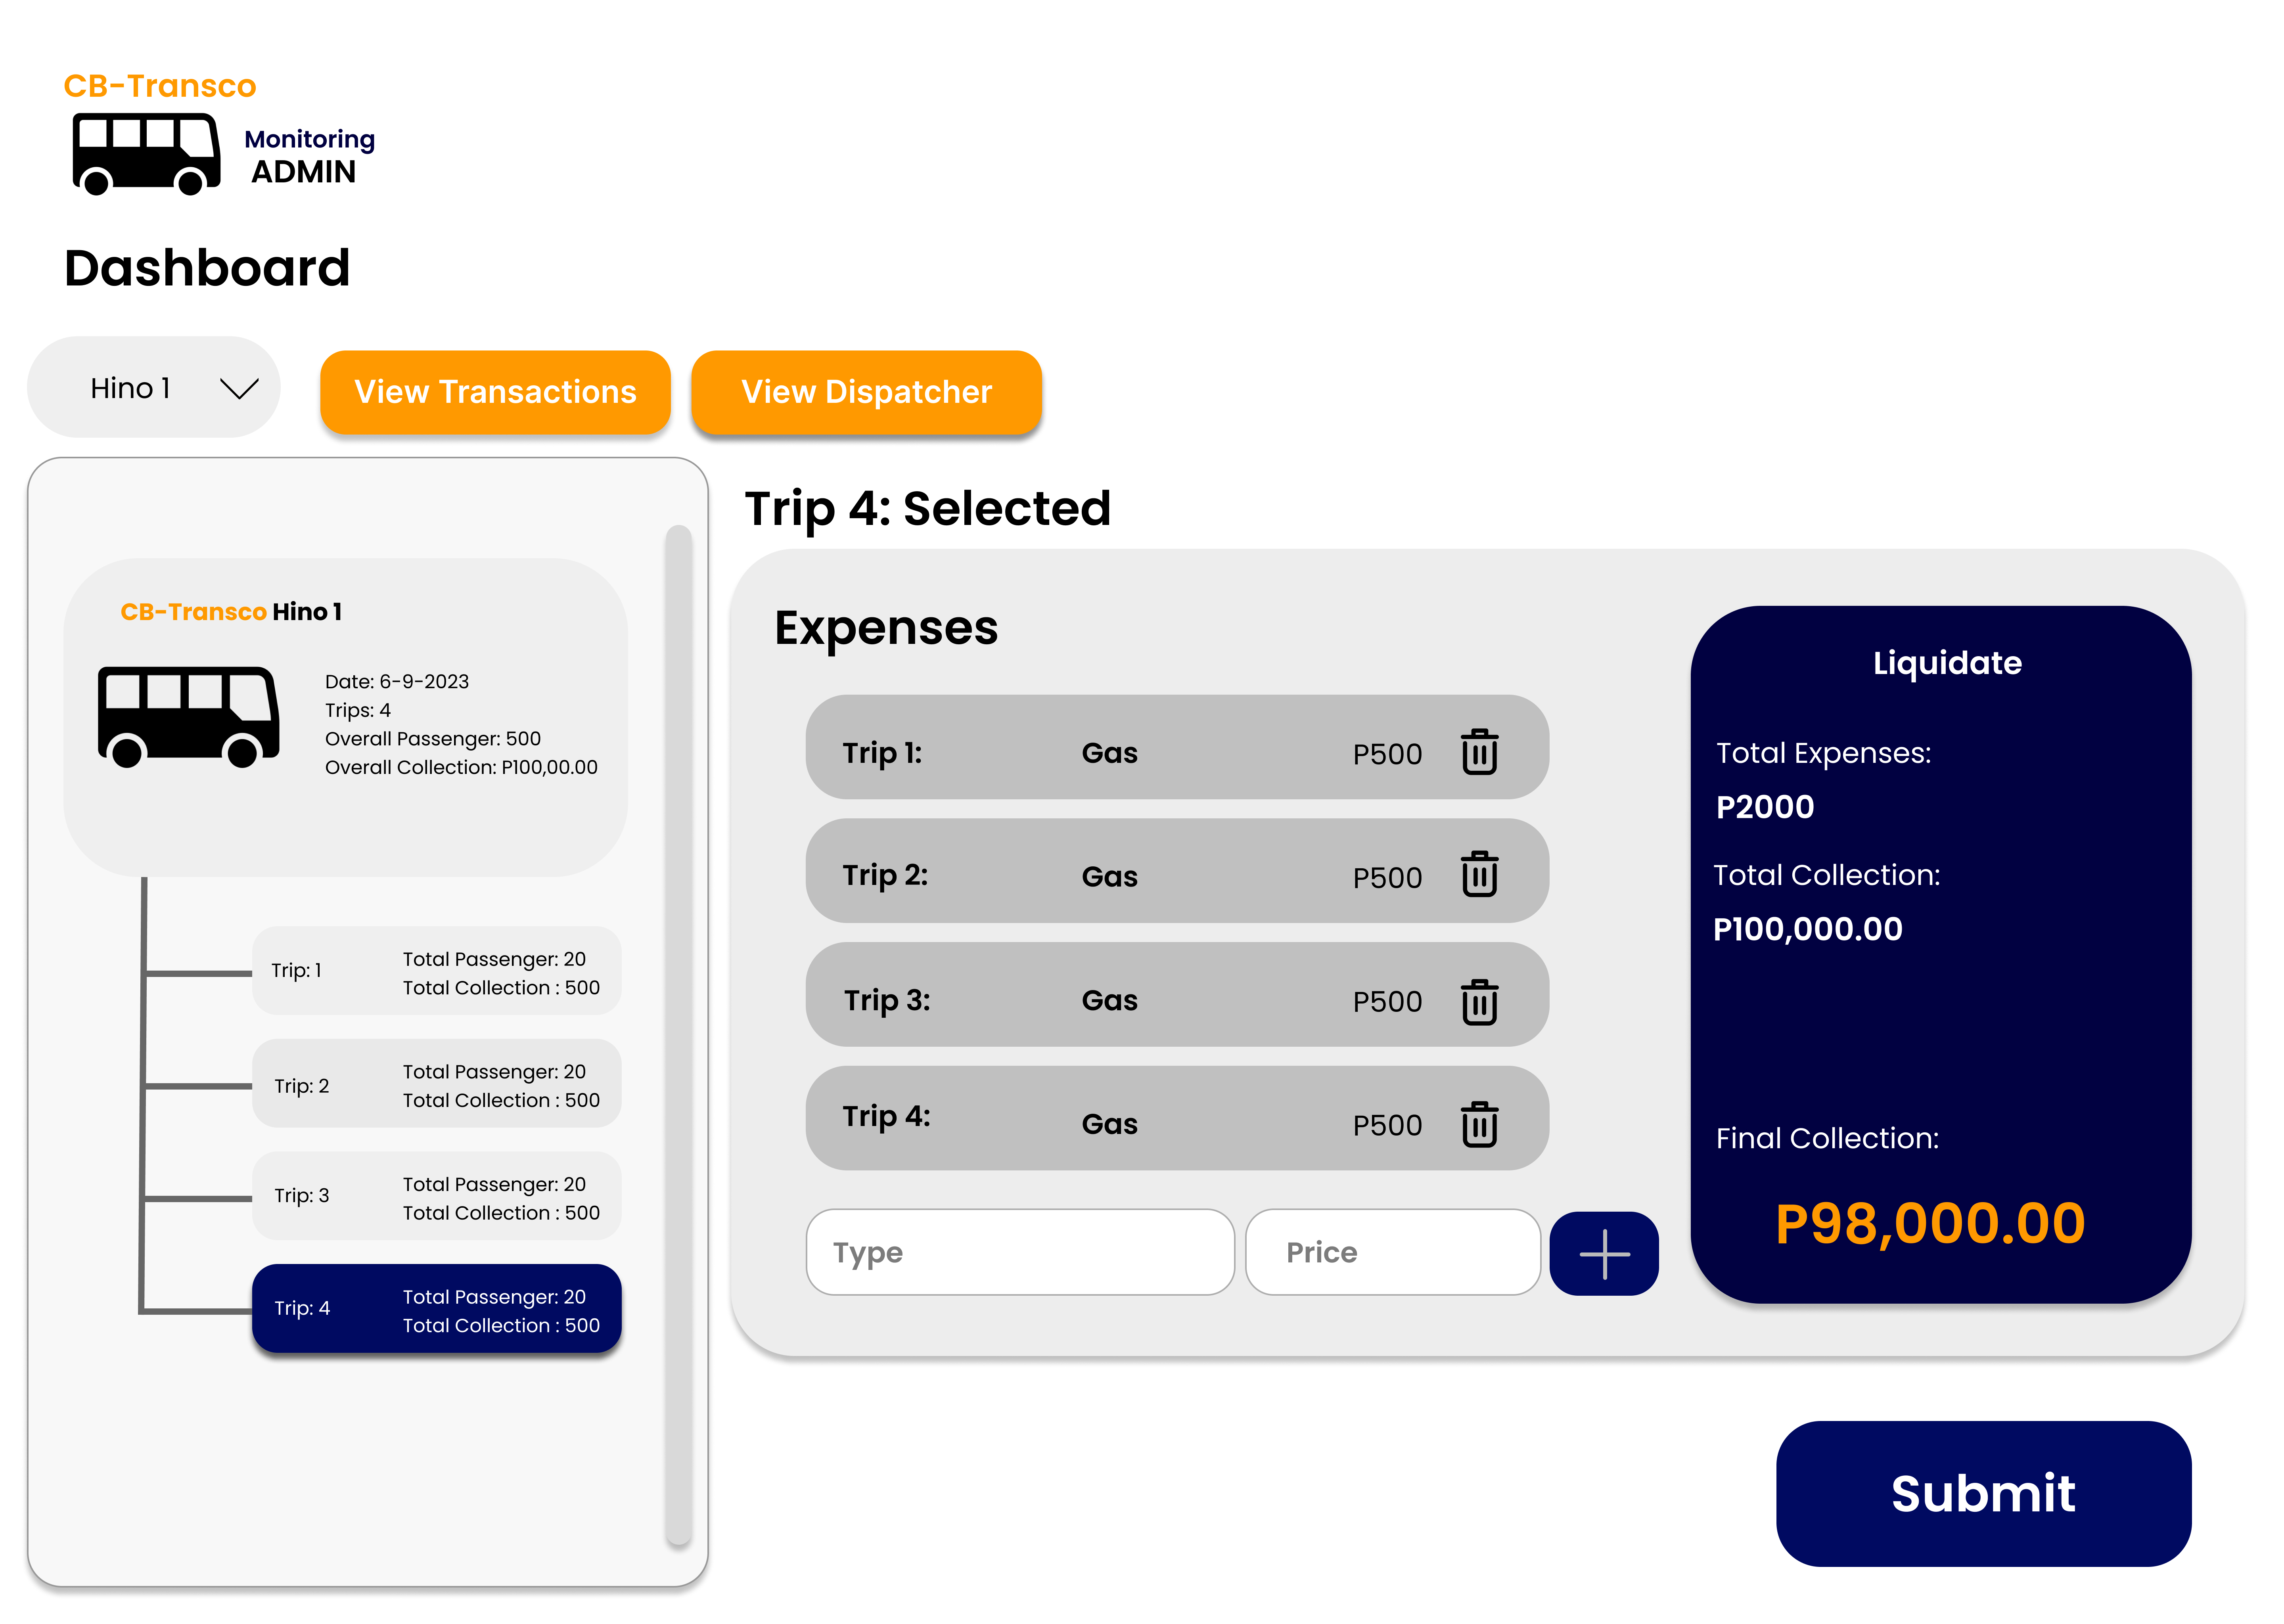 CB-Transco
Monitoring
ADMIN
Dashboard
Hino 1
View Transactions
View Dispatcher
CB-Transco Hino 1
Date: 6-9-2023
Trips: 4
Overall Passenger: 500
Overall Collection: P100,00.00
Trip: 1
Total Passenger: 20
Total Collection : 500
Trip: 2
Total Passenger: 20
Total Collection : 500
Trip: 3
Total Passenger: 20
Total Collection : 500
Trip: 4
Total Passenger: 20
Total Collection : 500
Trip 4: Selected
Expenses
Trip 1: Gas P500
Trip 2: Gas P500
Trip 3: Gas P500
Trip 4: Gas P500
Type
Price
Liquidate
Total Expenses:
P2000
Total Collection:
P100,000.00
Final Collection:
P98,000.00
Submit